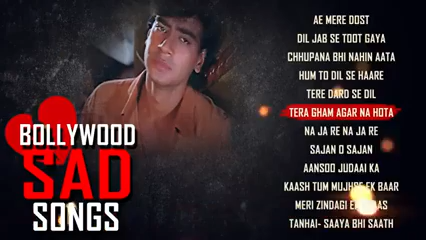 BOLLYWOOD
SAD
SONGS
AE MERE DOST
DIL JAB SE TOOT GAYA
CHHUPANA BHI NAHIN AATA
HUM TO DIL SE HAARE
TERE DARD SE DIL
TERA GHAM AGAR NA HOTA
NA JA RE NA JA RE
SAJAN O SAJAN
AANSOO JUDAAI KA
KAASH TUM MUJHSE EK BAAR
MERI ZINDAGI
TANHAI- SAAYA BHI SAATH